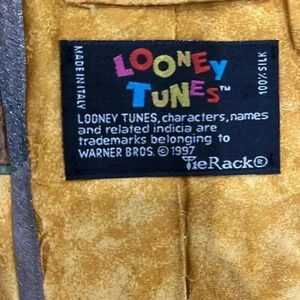 MADE IN ITALY
LOONEY
TUNES™
100% SILK
LOONEY TUNES, characters, names
and related indicia are
trademarks belonging to
WARNER BROS. © 1997
TieRack®